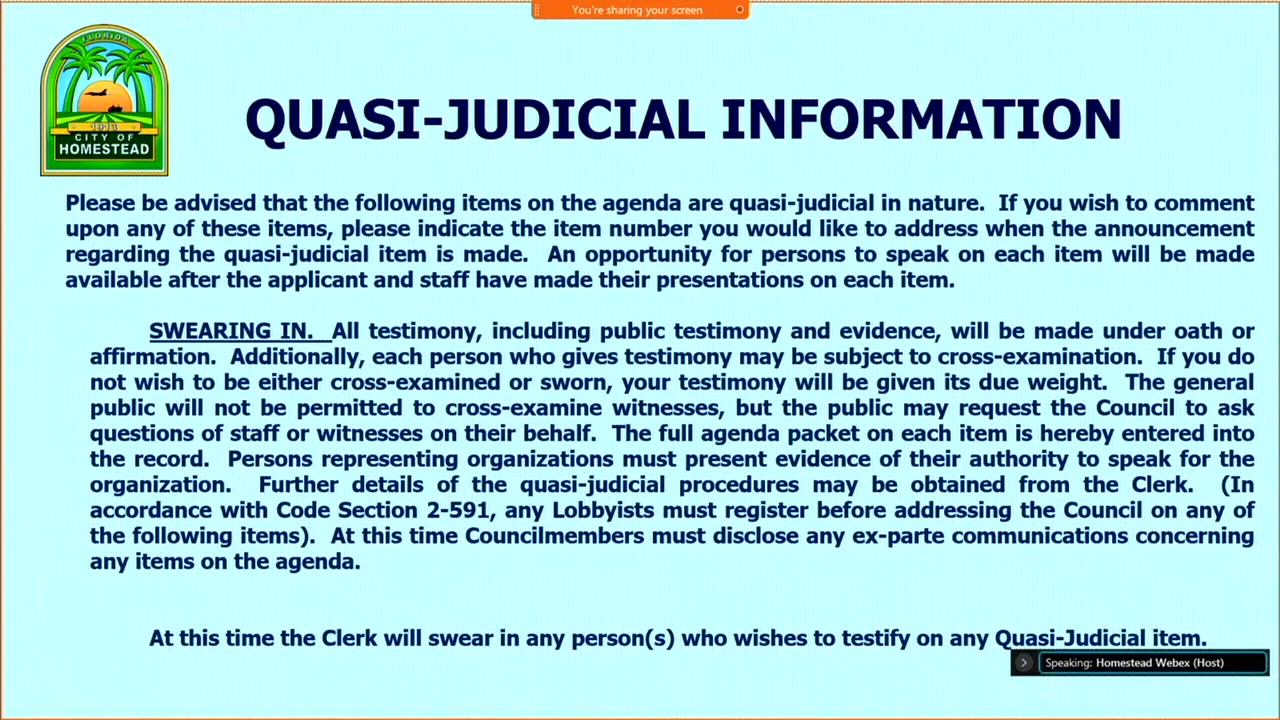 You're sharing your screen
FLORIDA
1913
CITY OF
HOMESTEAD
QUASI-JUDICIAL INFORMATION
Please be advised that the following items on the agenda are quasi-judicial in nature. If you wish to comment
upon any of these items, please indicate the item number you would like to address when the announcement
regarding the quasi-judicial item is made. An opportunity for persons to speak on each item will be made
available after the applicant and staff have made their presentations on each item.
SWEARING IN. All testimony, including public testimony and evidence, will be made under oath or
affirmation. Additionally, each person who gives testimony may be subject to cross-examination. If you do
not wish to be either cross-examined or sworn, your testimony will be given its due weight. The general
public will not be permitted to cross-examine witnesses, but the public may request the Council to ask
questions of staff or witnesses on their behalf. The full agenda packet on each item is hereby entered into
the record. Persons representing organizations must present evidence of their authority to speak for the
organization. Further details of the quasi-judicial procedures may be obtained from the Clerk. (In
accordance with Code Section 2-591, any Lobbyists must register before addressing the Council on any of
the following items). At this time Councilmembers must disclose any ex-parte communications concerning
any items on the agenda.
At this time the Clerk will swear in any person(s) who wishes to testify on any Quasi-Judicial item.
Speaking: Homestead Webex (Host)